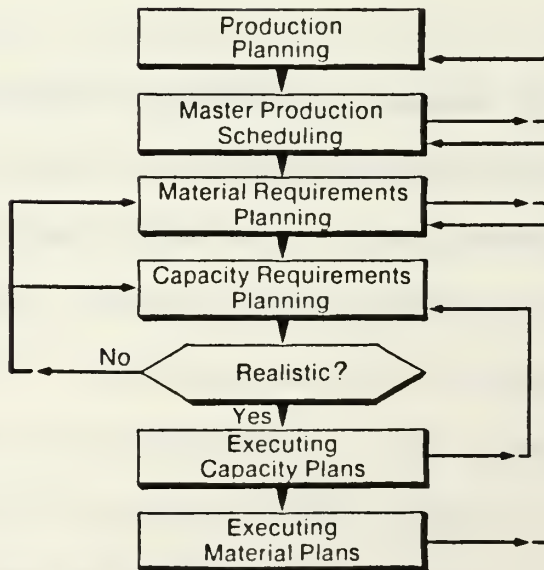 Production
Planning
Master Production
Scheduling
Material Requirements
Planning
Capacity Requirements
Planning
No
Realistic?
Yes
Executing
Capacity Plans
Executing
Material Plans